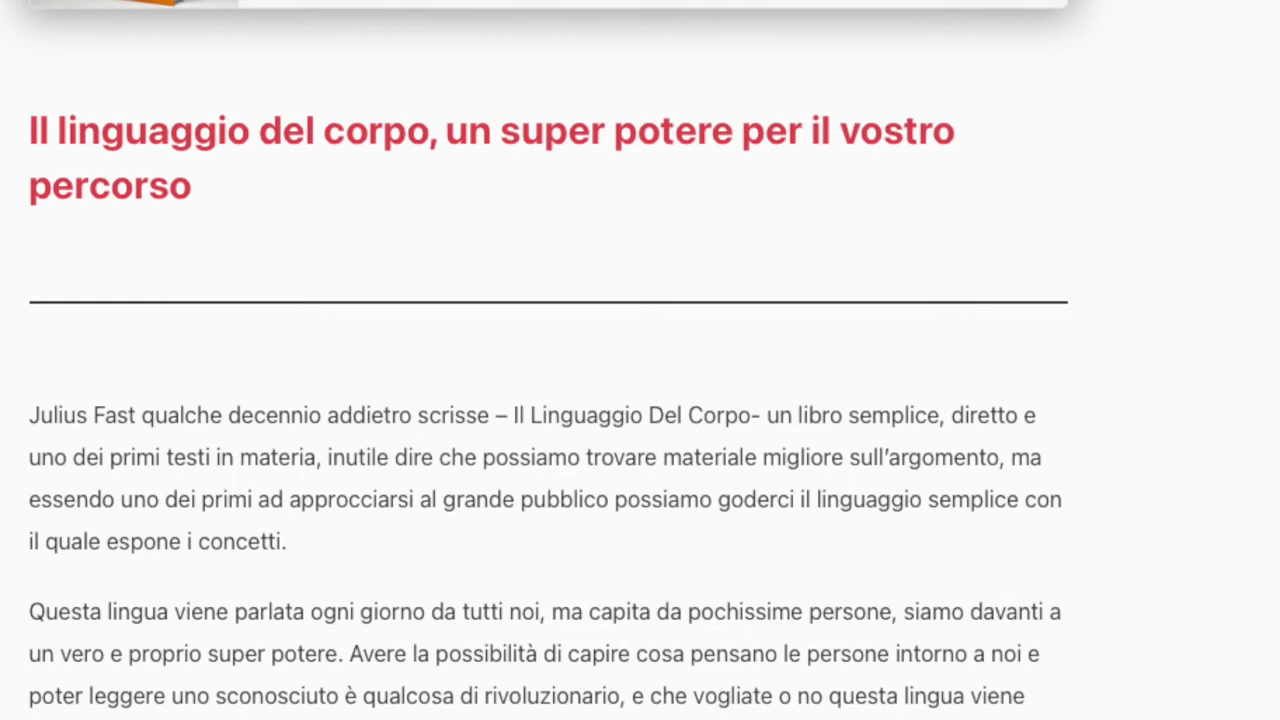 Il linguaggio del corpo, un super potere per il vostro
percorso
Julius Fast qualche decennio addietro scrisse – Il Linguaggio Del Corpo- un libro semplice, diretto e
uno dei primi testi in materia, inutile dire che possiamo trovare materiale migliore sull’argomento, ma
essendo uno dei primi ad approcciarsi al grande pubblico possiamo goderci il linguaggio semplice con
il quale espone i concetti.
Questa lingua viene parlata ogni giorno da tutti noi, ma capita da pochissime persone, siamo davanti a
un vero e proprio super potere. Avere la possibilità di capire cosa pensano le persone intorno a noi e
poter leggere uno sconosciuto è qualcosa di rivoluzionario, e che vogliate o no questa lingua viene